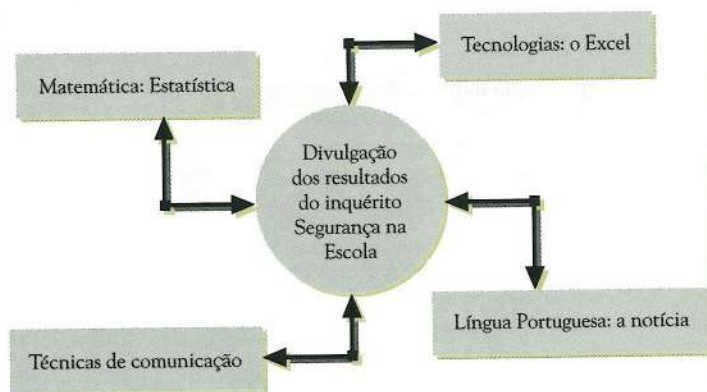 Tecnologias: o Excel
Matemática: Estatística
Divulgação
dos resultados
do inquérito
Segurança na
Escola
Língua Portuguesa: a notícia
Técnicas de comunicação